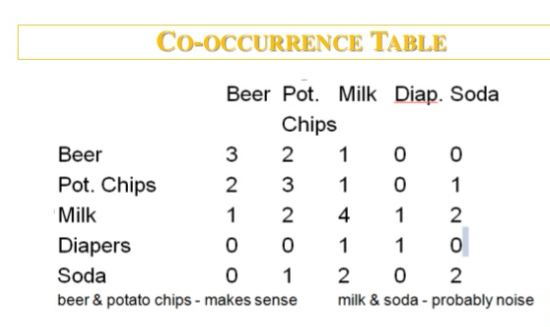 CO-OCCURRENCE TABLE
Beer Pot. Milk Diap. Soda
Chips
Beer 3 2 1 0 0
Pot. Chips 2 3 1 0 1
Milk 1 2 4 1 2
Diapers 0 0 1 1 0
Soda 0 1 2 0 2
beer & potato chips - makes sense milk & soda - probably noise